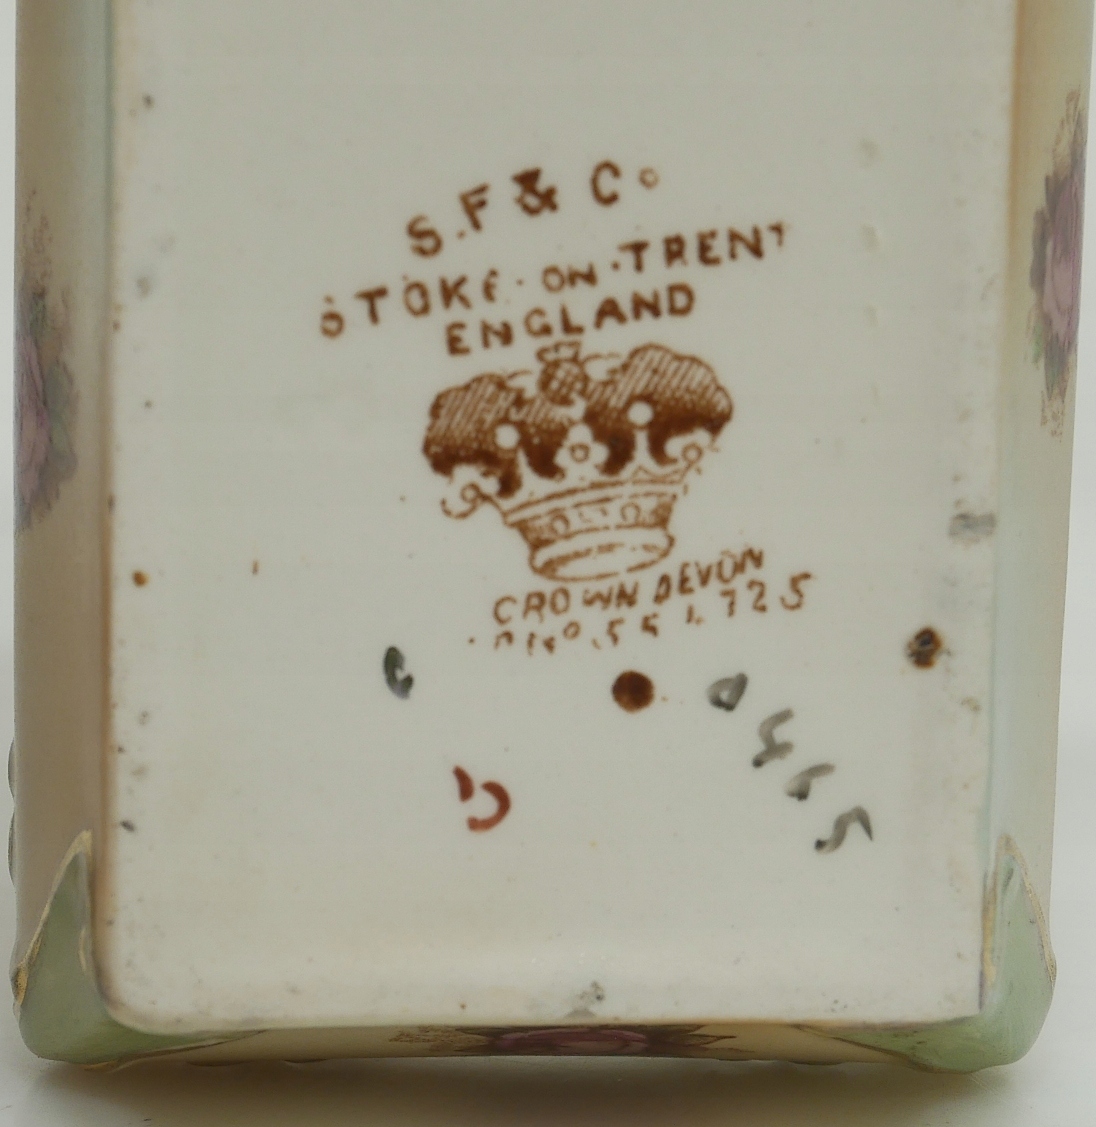 S.F & Co
STOKE·ON·TRENT
ENGLAND
CROWN DEVON